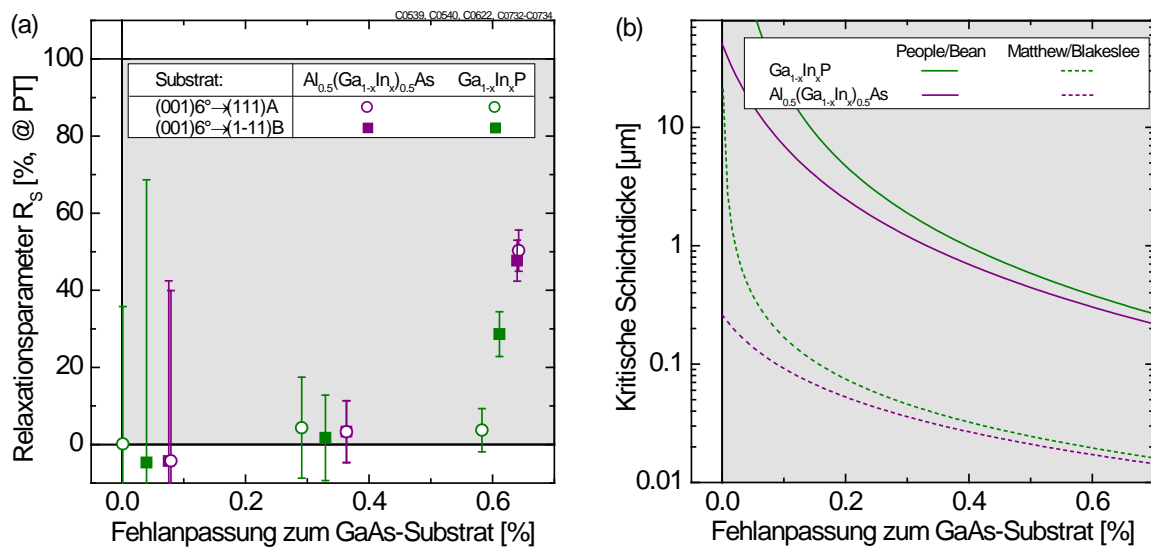 (a)
C0539, C0540, C0622, C0732-C0734
Relaxationsparameter R_S [%, @ PT]
100
80
60
40
20
0
Substrat: Al0.5(Ga1-xIn)0.5As Ga1-xInxP
(001)6°→(111)A
(001)6°→(1-11)B
0.0 0.2 0.4 0.6
Fehlanpassung zum GaAs-Substrat [%]
(b)
Kritische Schichtdicke [µm]
10
1
0.1
0.01
People/Bean Matthew/Blakeslee
Ga1-xInxP
Al0.5(Ga1-xInx)0.5As
0.0 0.2 0.4 0.6
Fehlanpassung zum GaAs-Substrat [%]